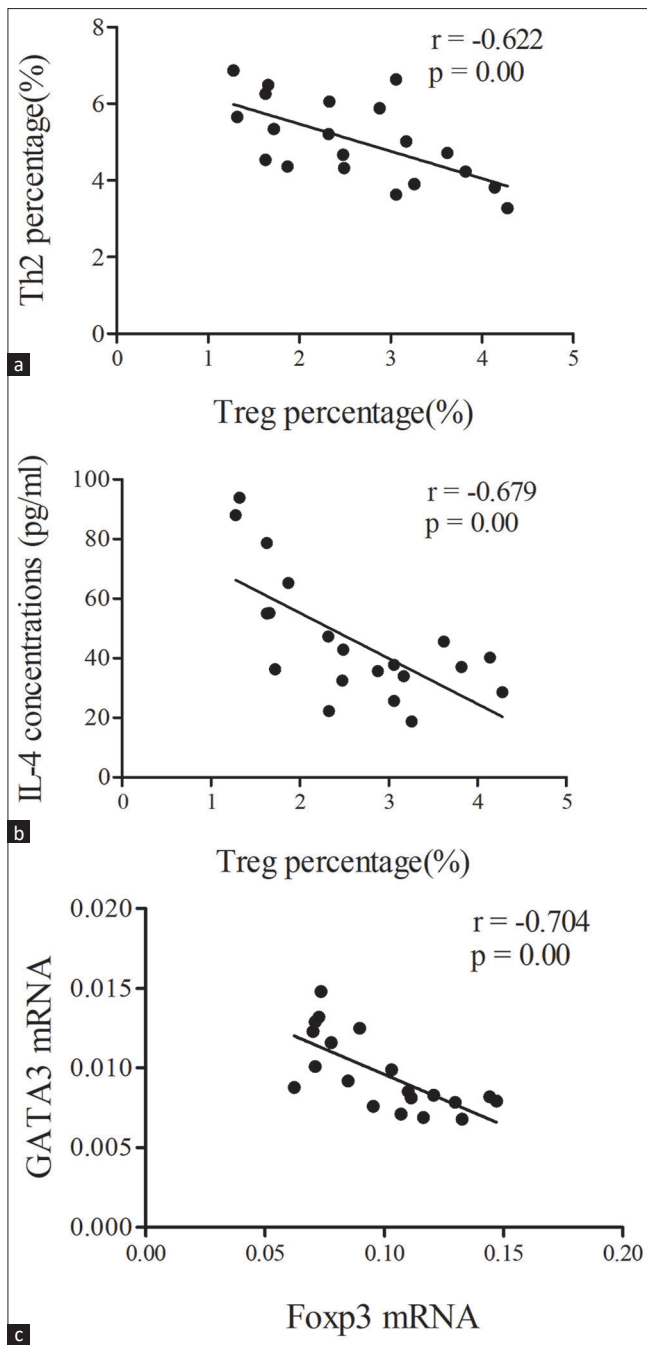 r = -0.622
p = 0.00
8
6
4
2
0
Th2 percentage(%)
0 1 2 3 4 5
a
Treg percentage(%)
r = -0.679
p = 0.00
100
80
60
40
20
0
IL-4 concentrations (pg/ml)
0 1 2 3 4 5
b
Treg percentage(%)
r = -0.704
p = 0.00
0.020
0.015
0.010
0.005
0.000
GATA3 mRNA
0.00 0.05 0.10 0.15 0.20
Foxp3 mRNA
c